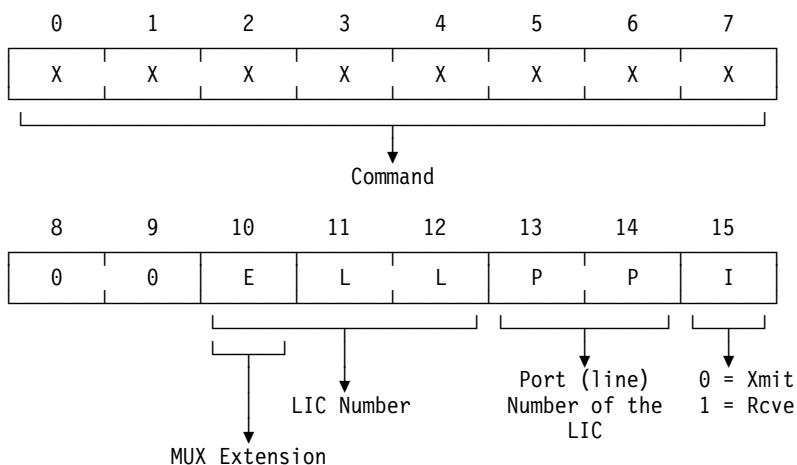 0 1 2 3 4 5 6 7
X X X X X X X X
Command
8 9 10 11 12 13 14 15
0 0 E L L P P I
Port (line) 0 = Xmit
LIC Number Number of the 1 = Rcve
LIC
MUX Extension